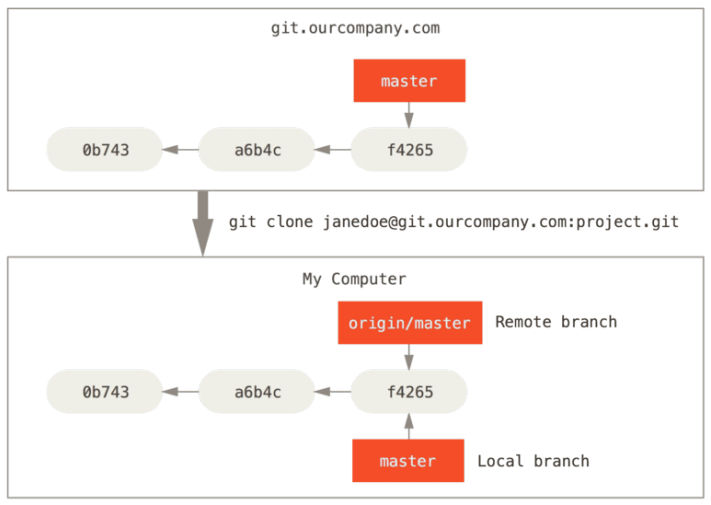 git.ourcompany.com
master
0b743 a6b4c f4265
git clone janedoe@git.ourcompany.com:project.git
My Computer
origin/master Remote branch
0b743 a6b4c f4265
master Local branch